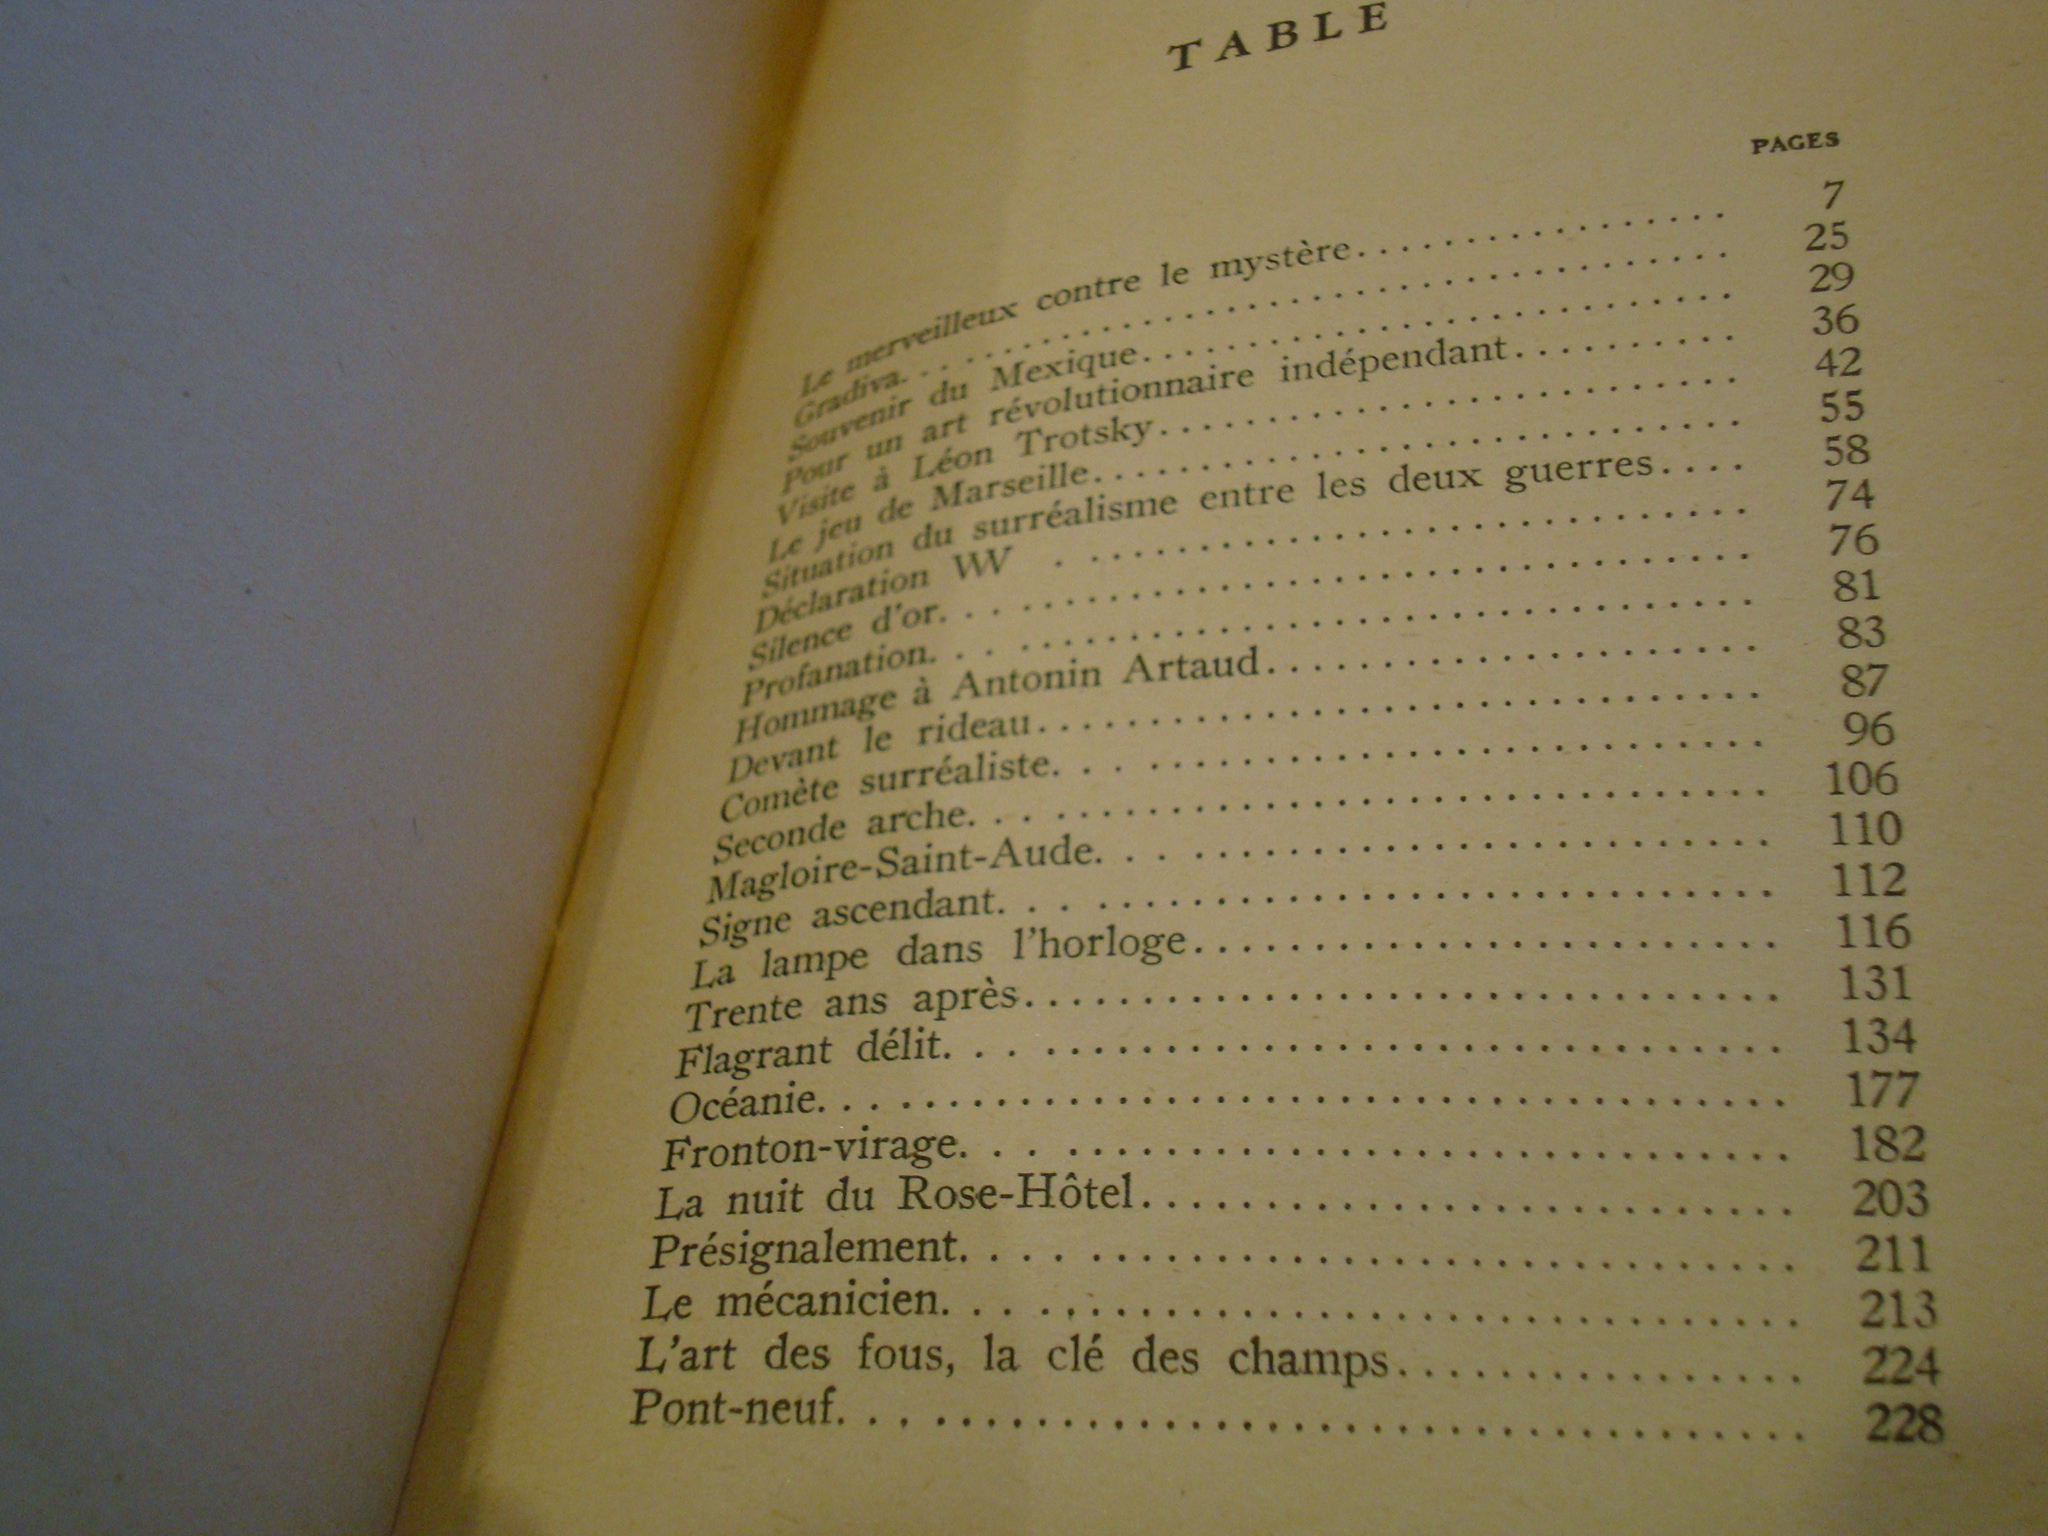 TABLE
PAGES
Le merveilleux contre le mystère................. 7
Gradiva................................ 25
Souvenir du Mexique....................... 29
Pour un art révolutionnaire indépendant.......... 36
Visite à Léon Trotsky....................... 42
Le jeu de Marseille......................... 55
Situation du surréalisme entre les deux guerres.... 58
Déclaration VVV ........................... 74
Silence d'or............................... 76
Profanation............................... 81
Hommage à Antonin Artaud..................... 83
Devant le rideau............................. 87
Comète surréaliste........................... 96
Seconde arche............................... 106
Magloire-Saint-Aude......................... 110
Signe ascendant............................. 112
La lampe dans l'horloge....................... 116
Trente ans après............................. 131
Flagrant délit............................... 134
Océanie................................... 177
Fronton-virage............................. 182
La nuit du Rose-Hôtel....................... 203
Présignalement............................. 211
Le mécanicien............................... 213
L'art des fous, la clé des champs................. 224
Pont-neuf................................. 228